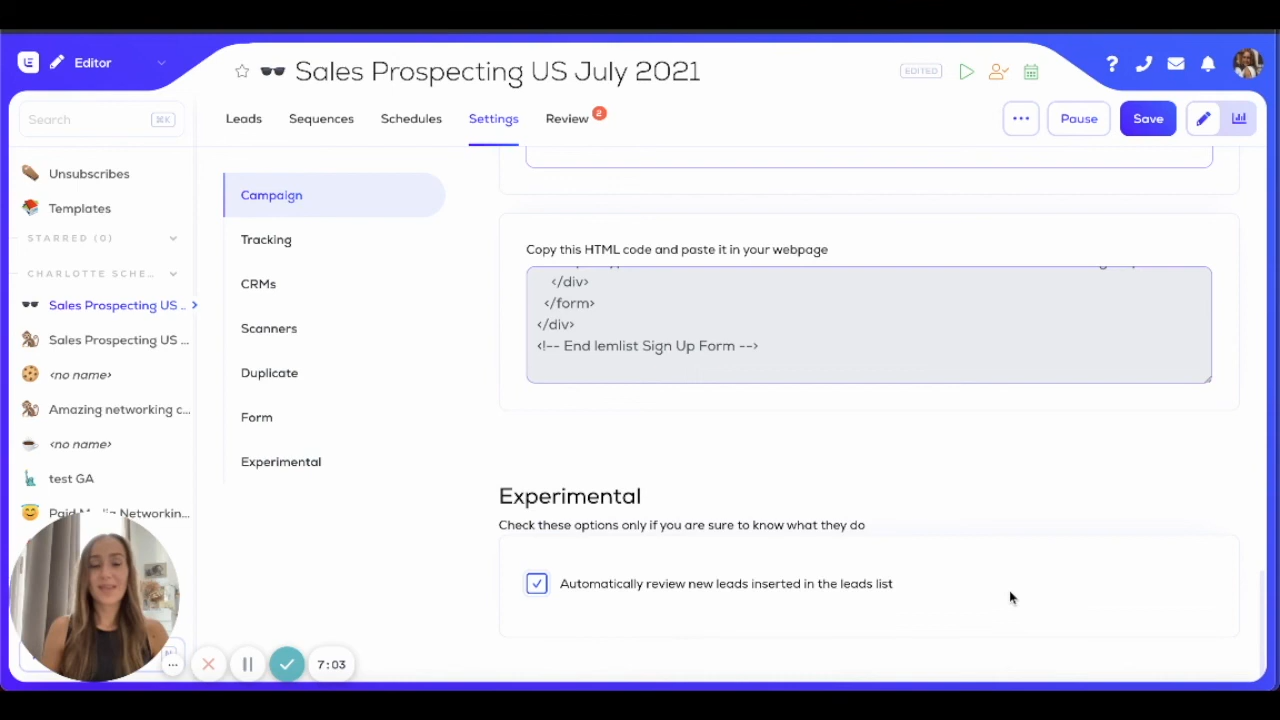 Editor
Sales Prospecting US July 2021
EDITED
?
Search
⌘K
Leads
Sequences
Schedules
Settings
Review
2
...
Pause
Save
Unsubscribes
Templates
STARRED (0)
CHARLOTTE SCHE...
Sales Prospecting US ..
Sales Prospecting US ...
<no name>
Amazing networking c...
<no name>
test GA
Networkin...
Campaign
Tracking
CRMs
Scanners
Duplicate
Form
Experimental
Copy this HTML code and paste it in your webpage
</div>
</form>
</div>
<!-- End lemlist Sign Up Form -->
Experimental
Check these options only if you are sure to know what they do
Automatically review new leads inserted in the leads list
7:03